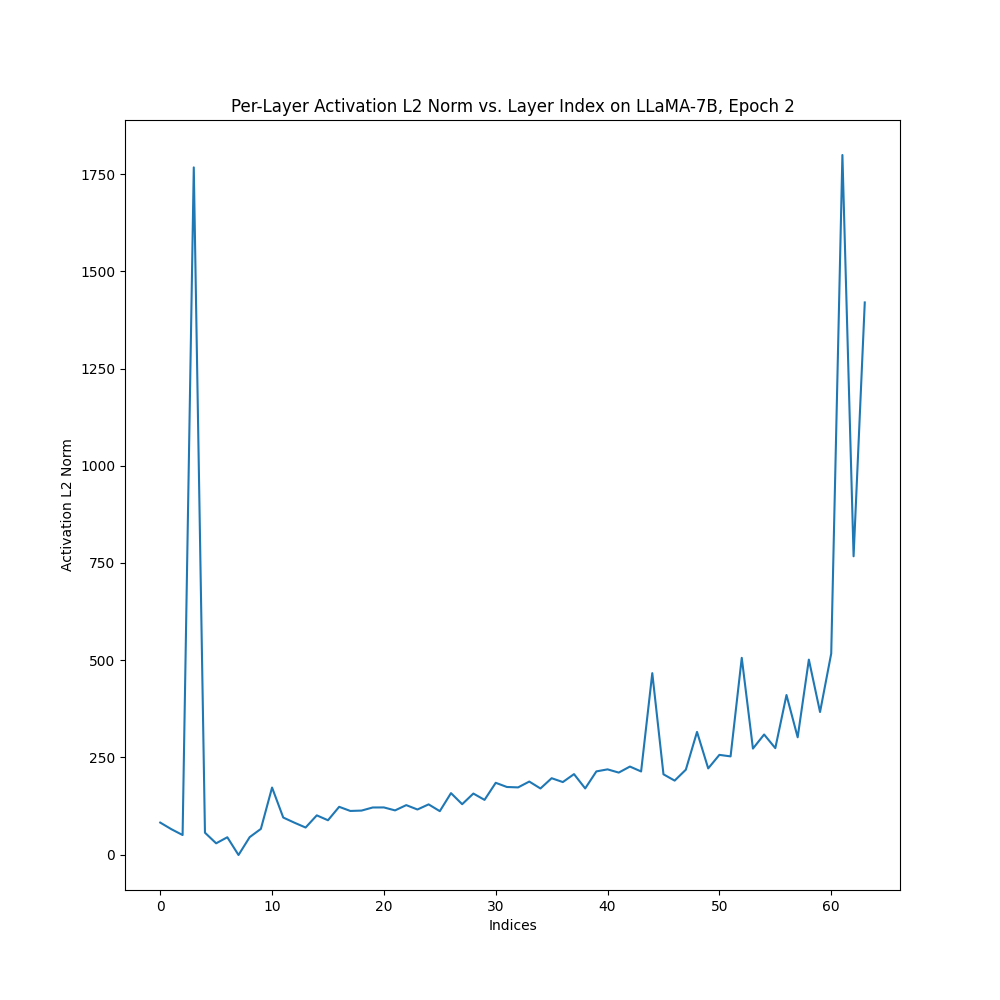 Per-Layer Activation L2 Norm vs. Layer Index on LLaMA-7B, Epoch 2
1750
1500
1250
1000
750
500
250
0
Activation L2 Norm
0 10 20 30 40 50 60
Indices